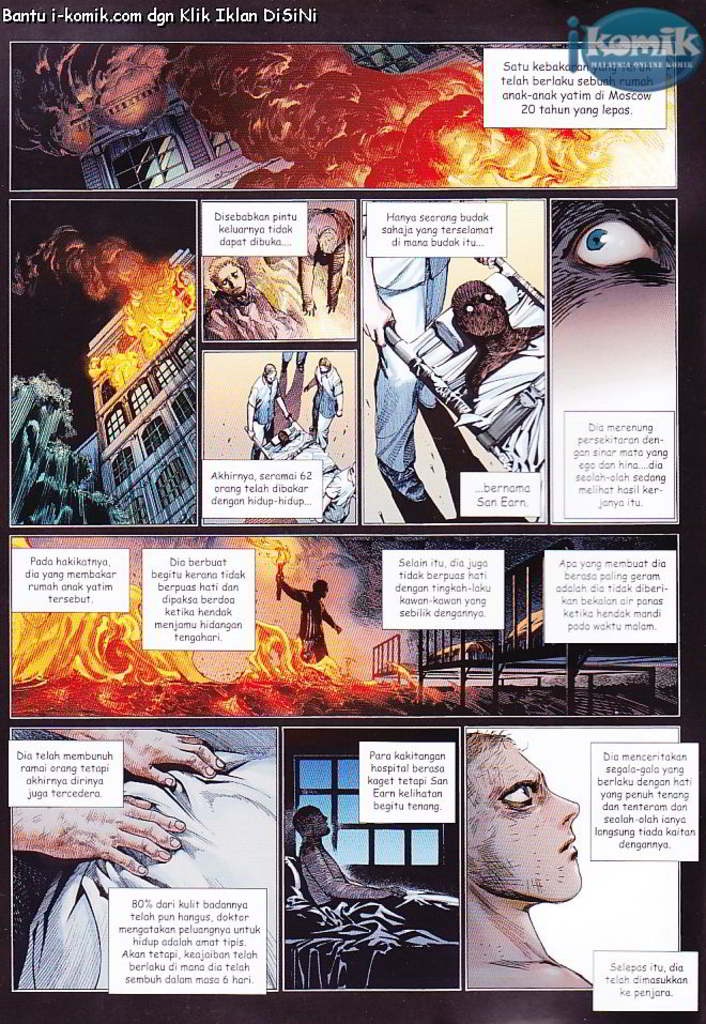 Bantu i-komik.com dgn Klik Iklan DiSiNi
ikomik
MALAYSIA ONLINE KOMIK
Satu kebakaran
telah berlaku sebuah rumah
anak-anak yatim di Moscow
20 tahun yang lepas.
Disebabkan pintu
keluarnya tidak
dapat dibuka....
Hanya seorang budak
sahaja yang terselamat
di mana budak itu...
Akhirnya, seramai 62
orang telah dibakar
dengan hidup-hidup...
...bernama
San Earn.
Dia merenung
persekitaran den-
gan sinar mata yang
ego dan hina....dia
seolah-olah sedang
melihat hasil ker-
janya itu.
Pada hakikatnya,
dia yang membakar
rumah anak yatim
tersebut.
Dia berbuat
begitu kerana tidak
berpuas hati dan
dipaksa berdoa
ketika hendak
menjamu hidangan
tengahari.
Selain itu, dia juga
tidak berpuas hati
dengan tingkah-laku
kawan-kawan yang
sebilik dengannya.
Apa yang membuat dia
berasa paling geram
adalah dia tidak diberi-
kan bekalan air panas
ketika hendak mandi
pada waktu malam.
Dia telah membunuh
ramai orang tetapi
akhirnya dirinya
juga tercedera.
80% dari kulit badannya
telah pun hangus, doktor
mengatakan peluangnya untuk
hidup adalah amat tipis.
Akan tetapi, keajaiban telah
berlaku di mana dia telah
sembuh dalam masa 6 hari.
Para kakitangan
hospital berasa
kaget tetapi San
Earn kelihatan
begitu tenang.
Dia menceritakan
segala-gala yang
berlaku dengan hati
yang penuh tenang
dan tenteram dan
seolah-olah ianya
langsung tiada kaitan
dengannya.
Selepas itu, dia
telah dimasukkan
ke penjara.